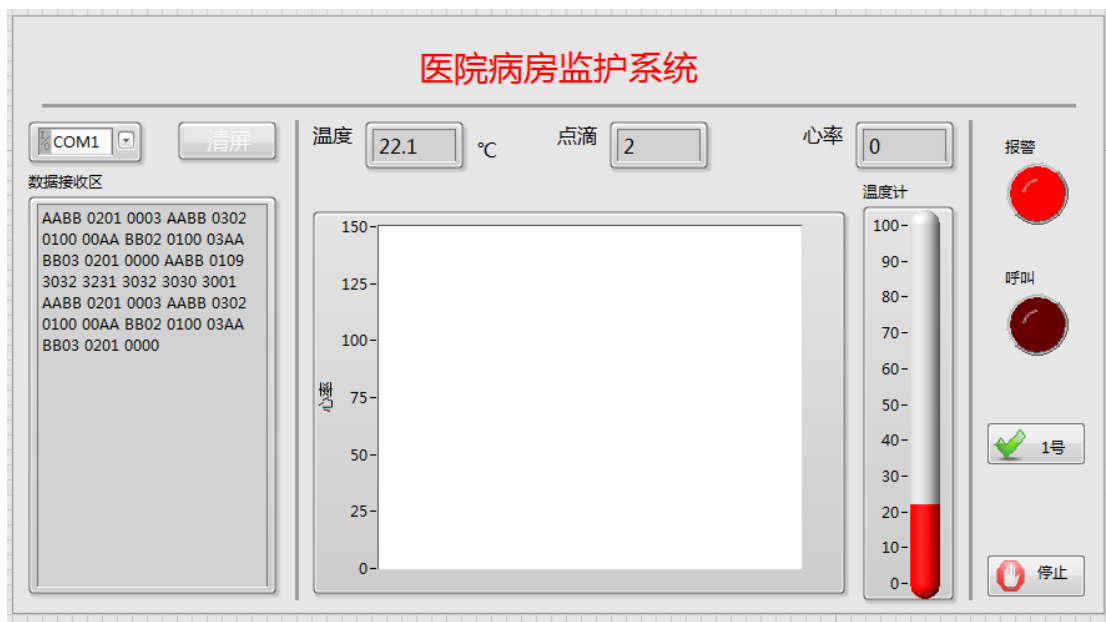 医院病房监护系统
COM1
清屏
温度 22.1 ℃
点滴 2
心率 0
报警
数据接收区
AABB 0201 0003 AABB 0302
0100 00AA BB02 0100 03AA
BB03 0201 0000 AABB 0109
3032 3231 3032 3030 3001
AABB 0201 0003 AABB 0302
0100 00AA BB02 0100 03AA
BB03 0201 0000
心率
150
125
100
75
50
25
0
温度计
100
90
80
70
60
50
40
30
20
10
0
呼叫
1号
停止